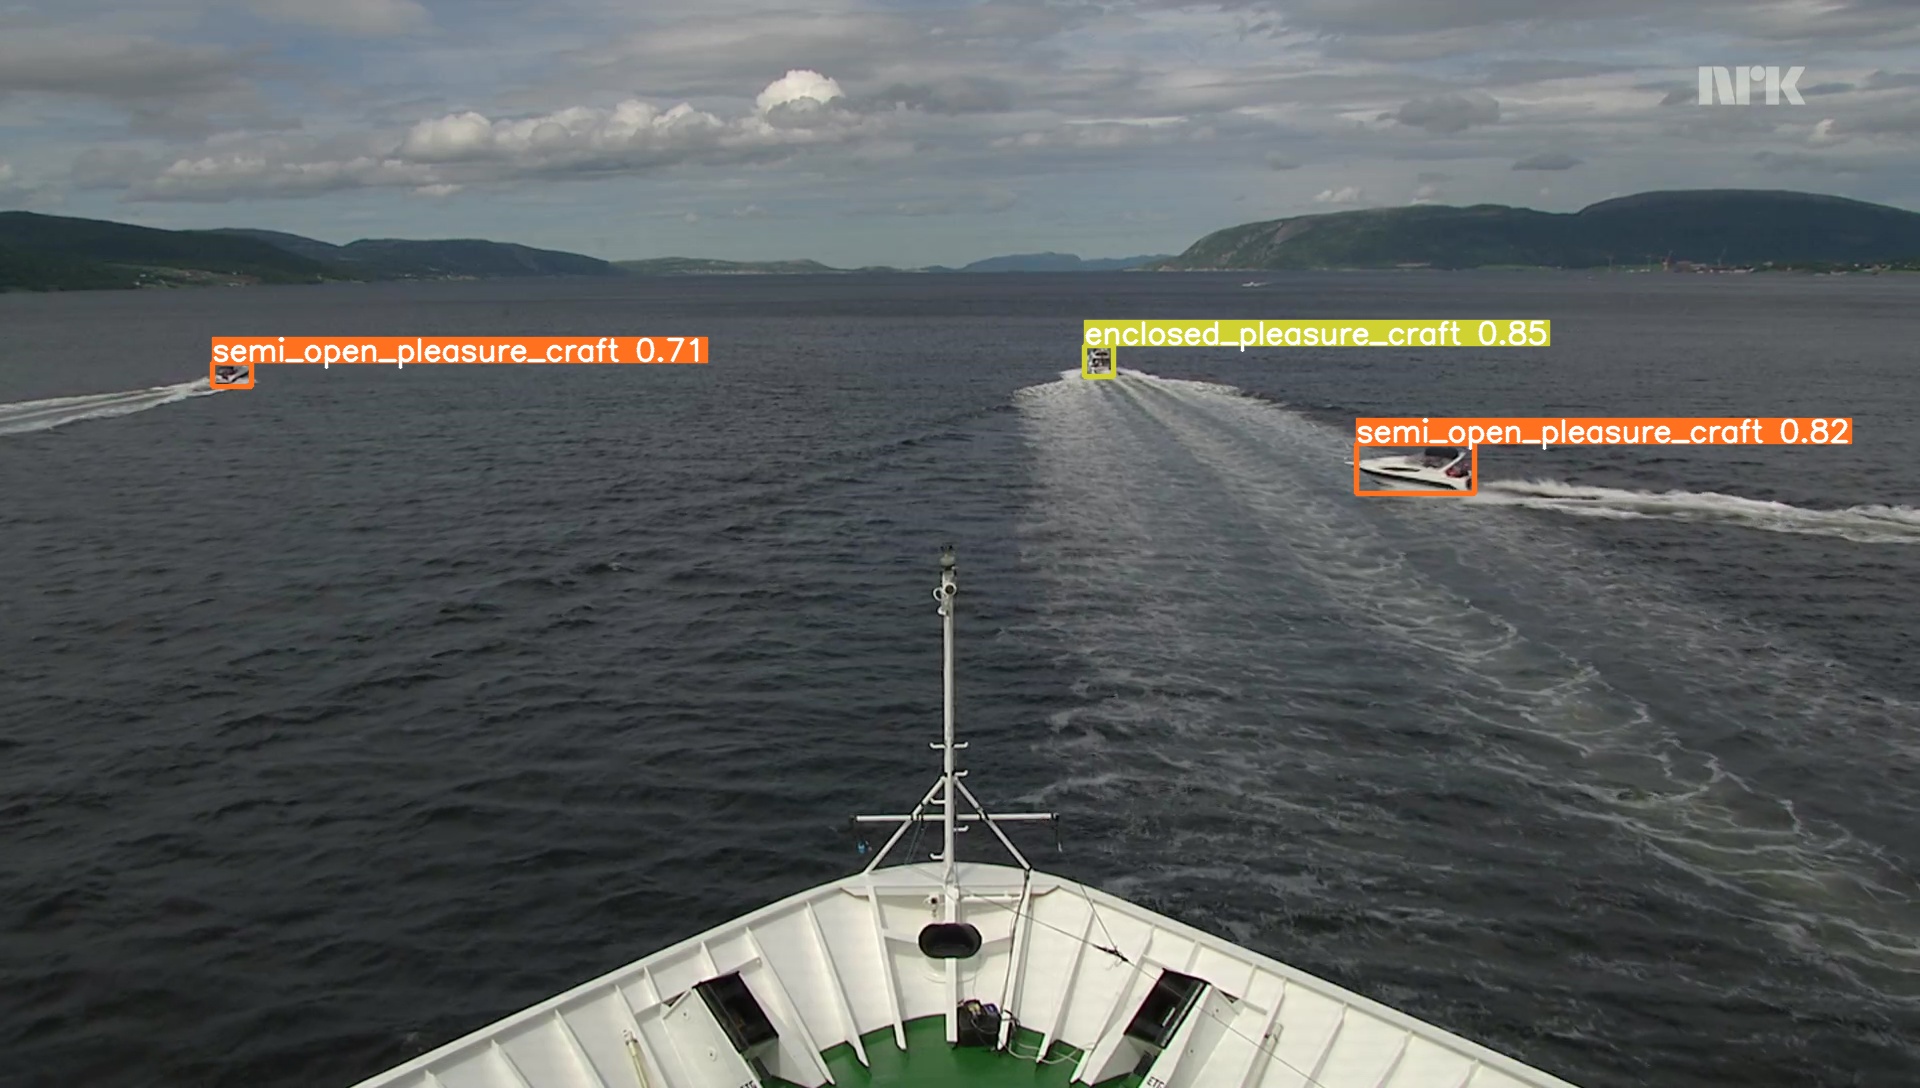 NRK
enclosed_pleasure_craft 0.85
semi_open_pleasure_craft 0.71
semi_open_pleasure_craft 0.82